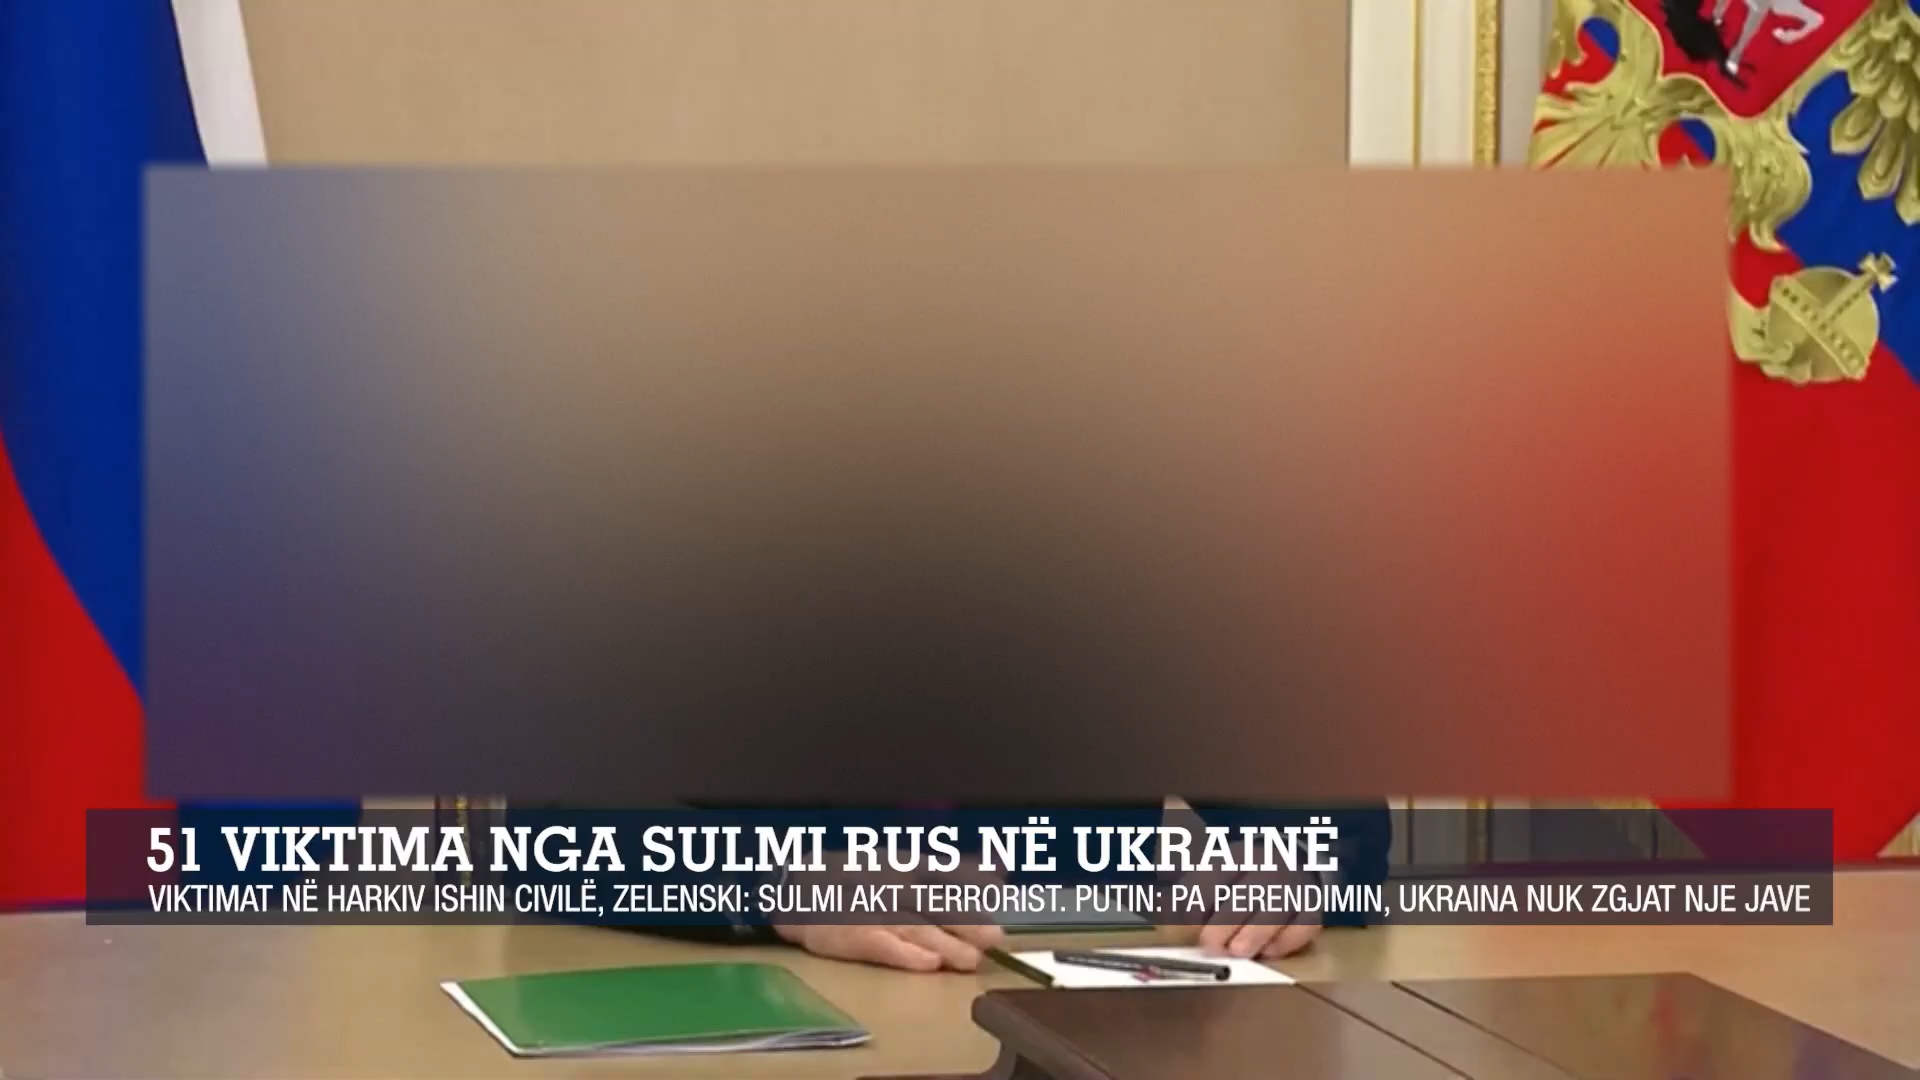 51 VIKTIMA NGA SULMI RUS NË UKRAINË
VIKTIMAT NË HARKIV ISHIN CIVILË, ZELENSKI: SULMI AKT TERRORIST. PUTIN: PA PERENDIMIN, UKRAINA NUK ZGJAT NJE JAVE